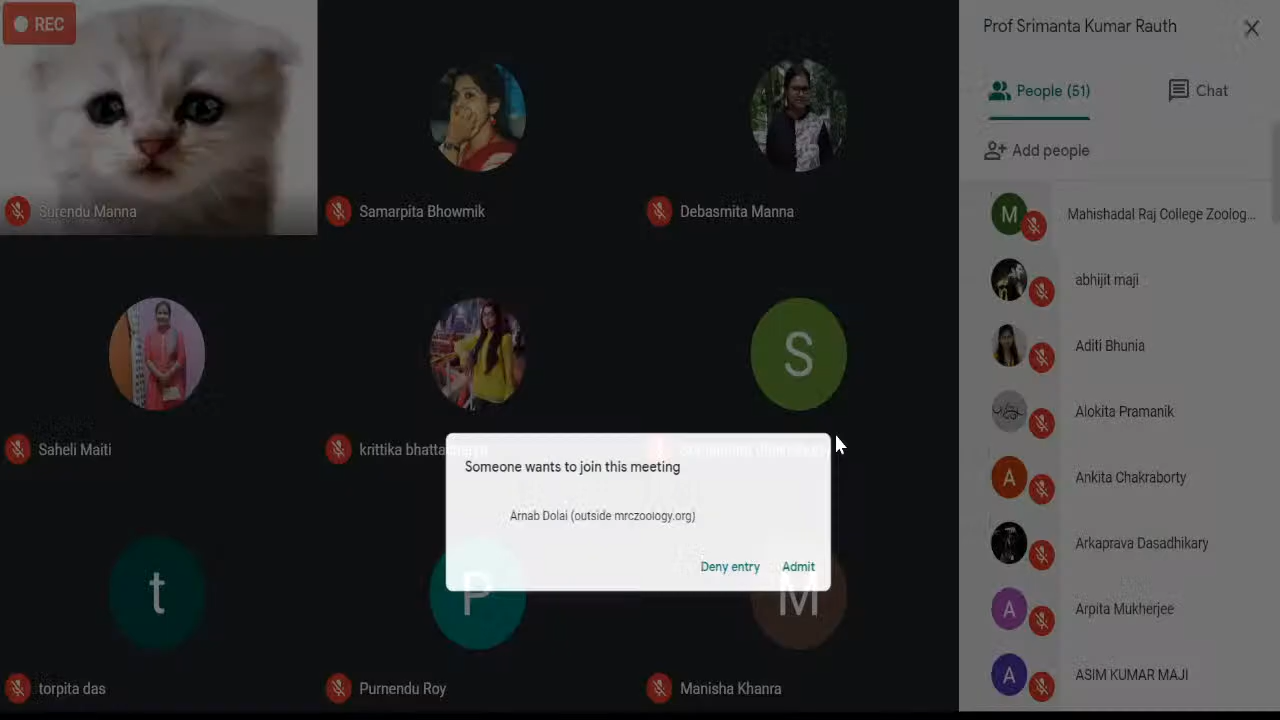 REC
Prof Srimanta Kumar Rauth
People (51)
Chat
Add people
Surendu Manna
Samarpita Bhowmik
Debasmita Manna
Saheli Maiti
krittika
S
Someone wants to join this meeting
Arnab Dolai (outside mrczoology.org)
Deny entry
Admit
t
P
M
torpita das
Purnendu Roy
Manisha Khanra
M
Mahishadal Raj College Zoolog...
abhijit maji
Aditi Bhunia
Alokita Pramanik
A
Ankita Chakraborty
Arkaprava Dasadhikary
A
Arpita Mukherjee
A
ASIM KUMAR MAJI